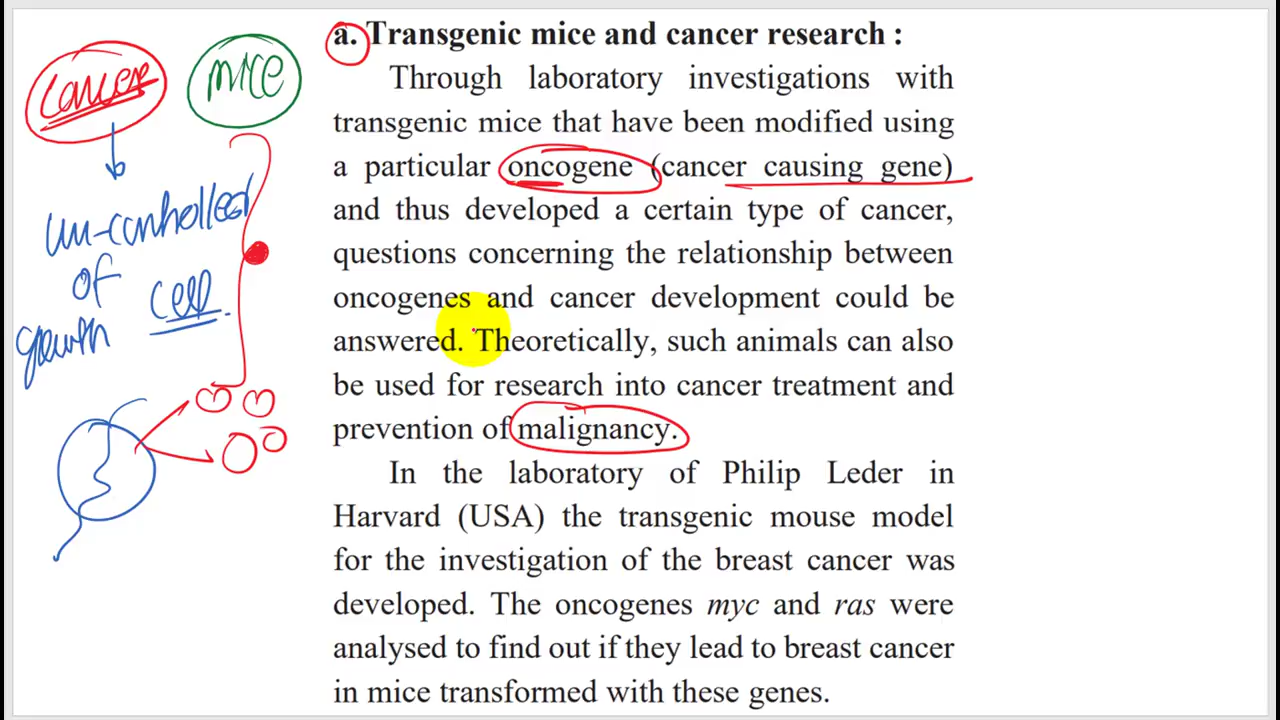 cancer
mice
un-controlled
of cell.
growth
a. Transgenic mice and cancer research :
Through laboratory investigations with
transgenic mice that have been modified using
a particular oncogene (cancer causing gene)
and thus developed a certain type of cancer,
questions concerning the relationship between
oncogenes and cancer development could be
answered. Theoretically, such animals can also
be used for research into cancer treatment and
prevention of malignancy.
In the laboratory of Philip Leder in
Harvard (USA) the transgenic mouse model
for the investigation of the breast cancer was
developed. The oncogenes myc and ras were
analysed to find out if they lead to breast cancer
in mice transformed with these genes.